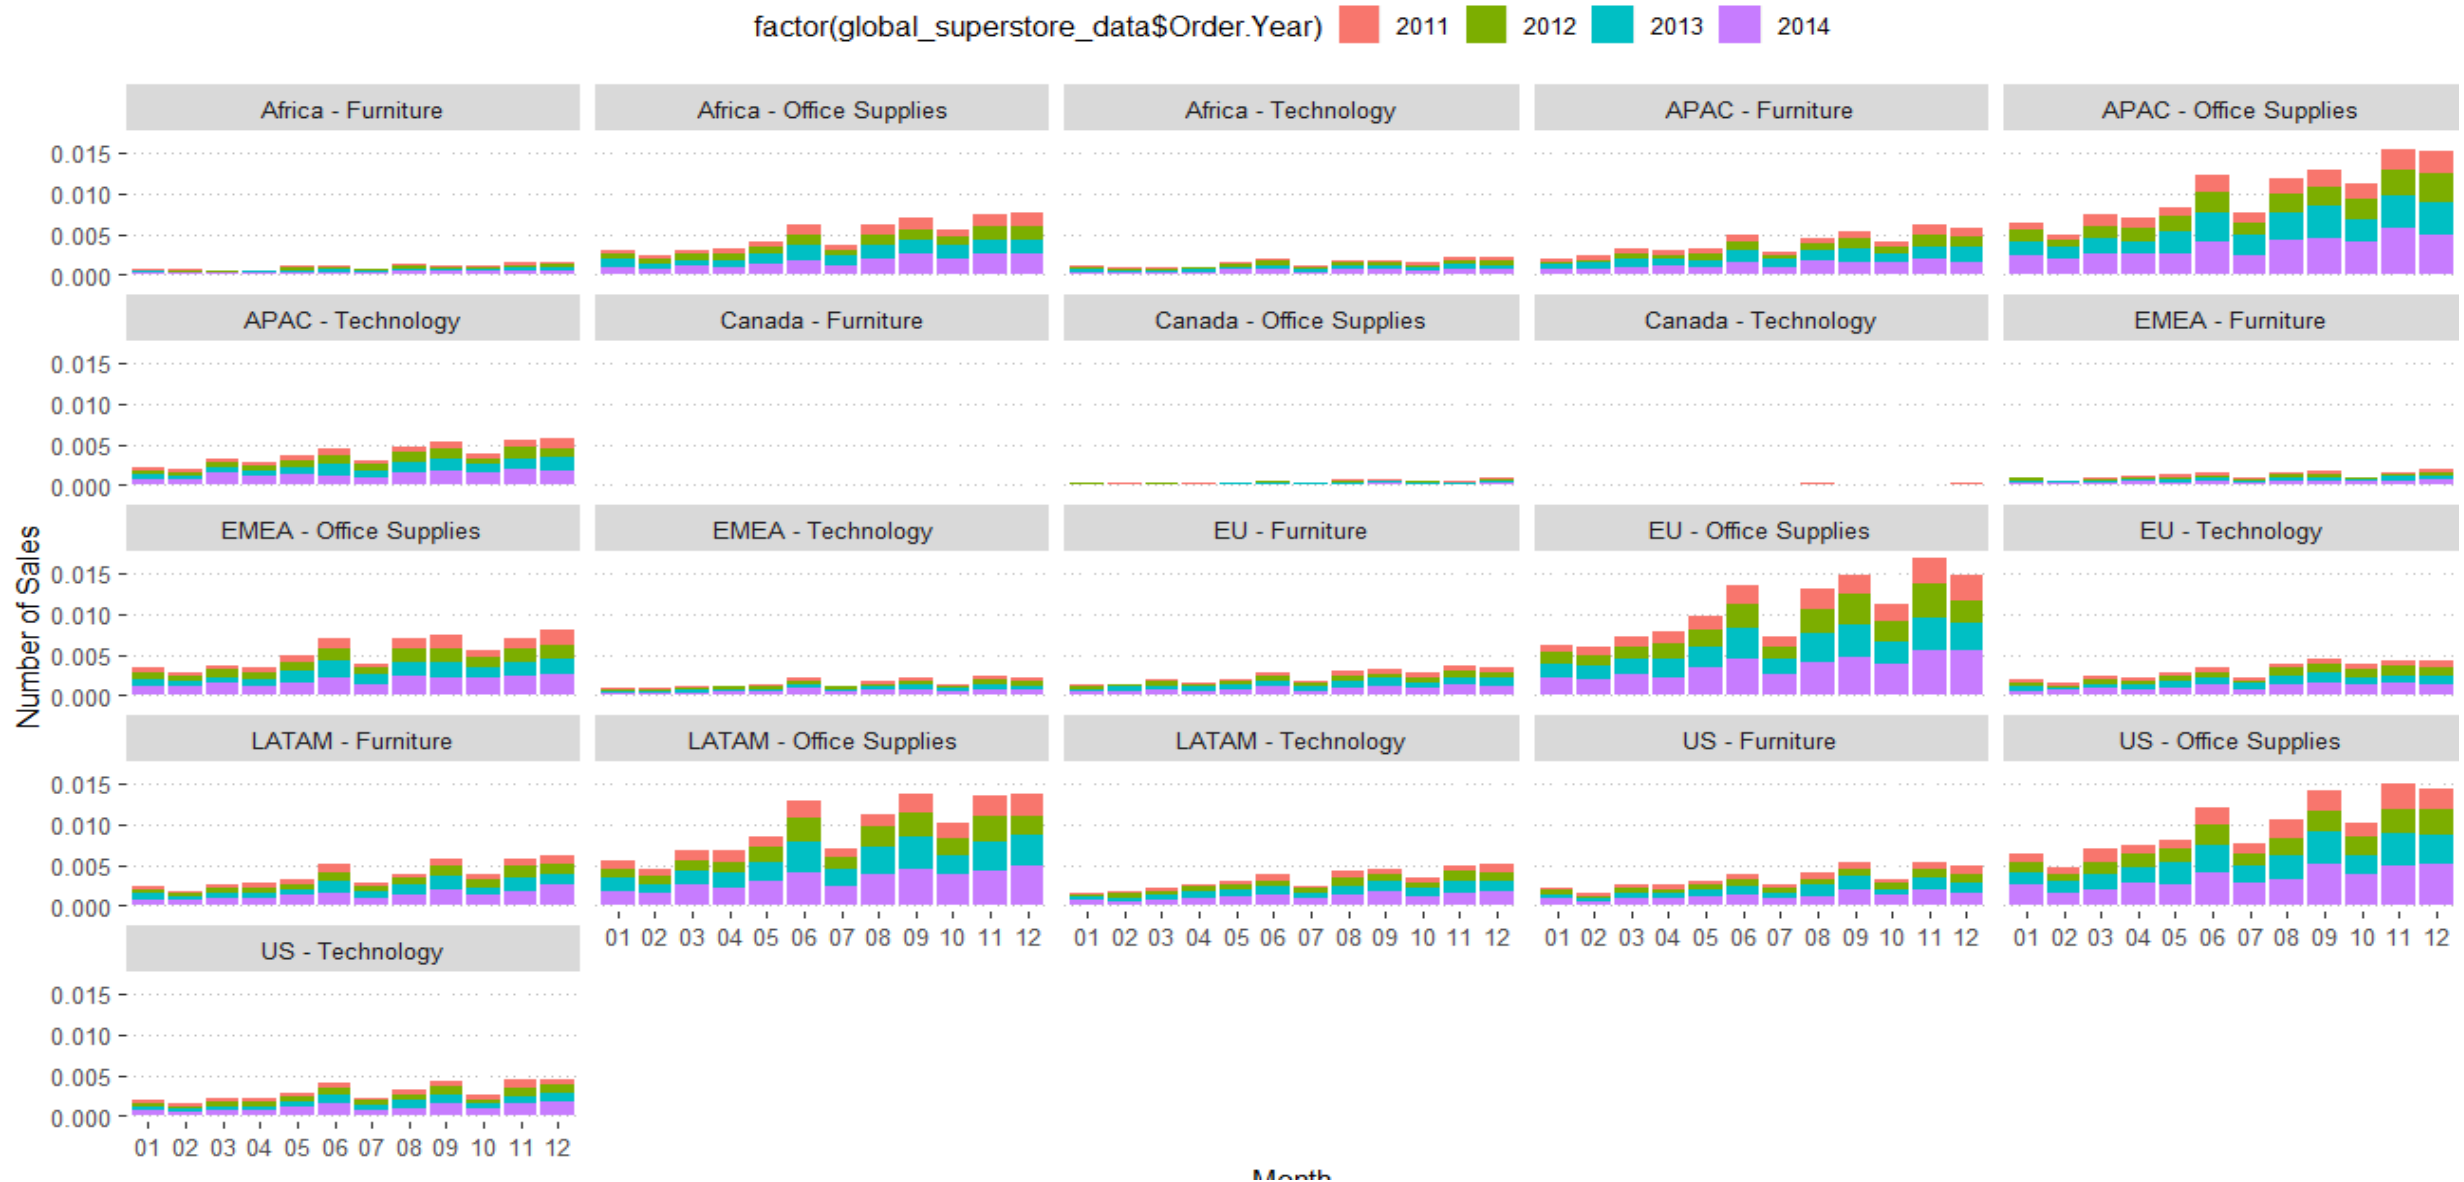 factor(global_superstore_data$Order.Year) 2011 2012 2013 2014
Africa - Furniture Africa - Office Supplies Africa - Technology APAC - Furniture APAC - Office Supplies
0.015
0.010
0.005
0.000
APAC - Technology Canada - Furniture Canada - Office Supplies Canada - Technology EMEA - Furniture
0.015
0.010
0.005
0.000
Number of Sales
EMEA - Office Supplies EMEA - Technology EU - Furniture EU - Office Supplies EU - Technology
0.015
0.010
0.005
0.000
LATAM - Furniture LATAM - Office Supplies LATAM - Technology US - Furniture US - Office Supplies
0.015
0.010
0.005
0.000
01 02 03 04 05 06 07 08 09 10 11 12 01 02 03 04 05 06 07 08 09 10 11 12 01 02 03 04 05 06 07 08 09 10 11 12 01 02 03 04 05 06 07 08 09 10 11 12
US - Technology
0.015
0.010
0.005
0.000
01 02 03 04 05 06 07 08 09 10 11 12
Month